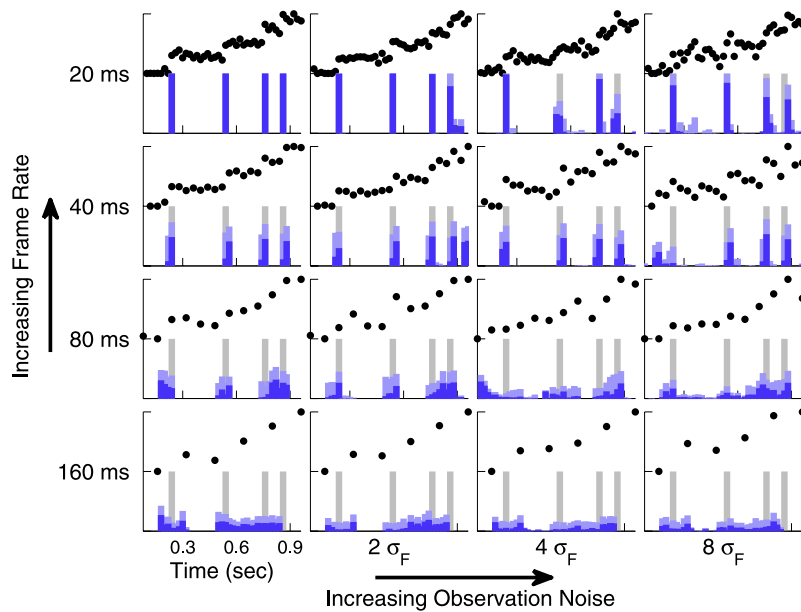 20 ms
40 ms
80 ms
160 ms
Increasing Frame Rate
0.3 0.6 0.9
Time (sec)
2 σF
4 σF
8 σF
Increasing Observation Noise